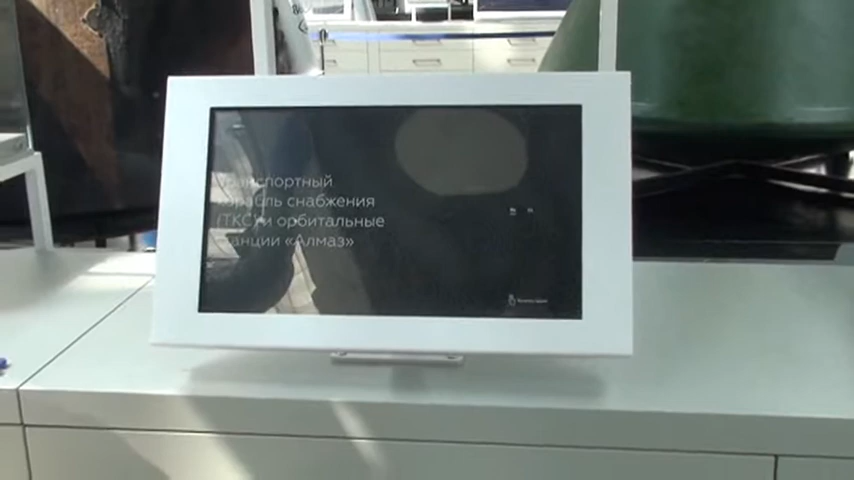 Транспортный
корабль снабжения
(ТКС) и орбитальные
станции «Алмаз»